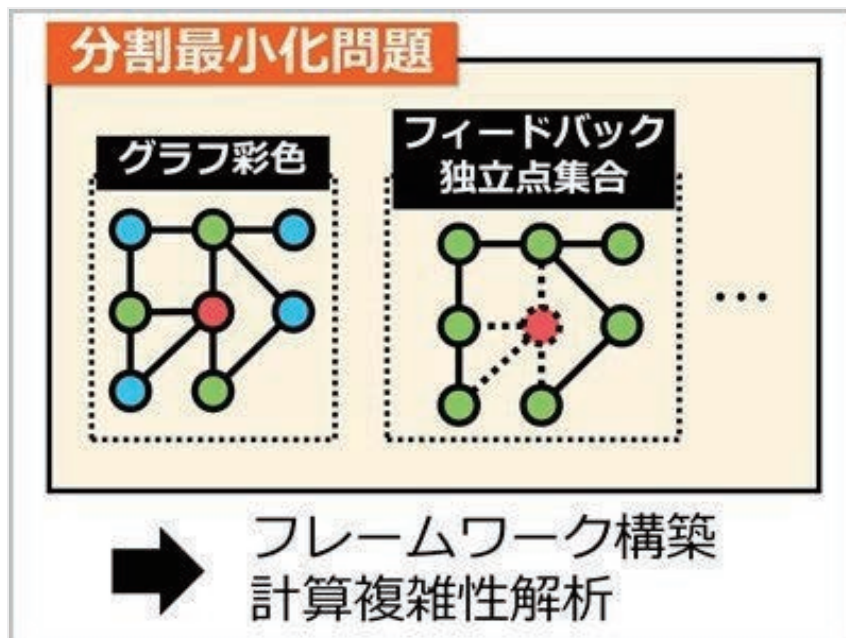 分割最小化問題
グラフ彩色
フィードバック
独立点集合
…
フレームワーク構築
計算複雑性解析